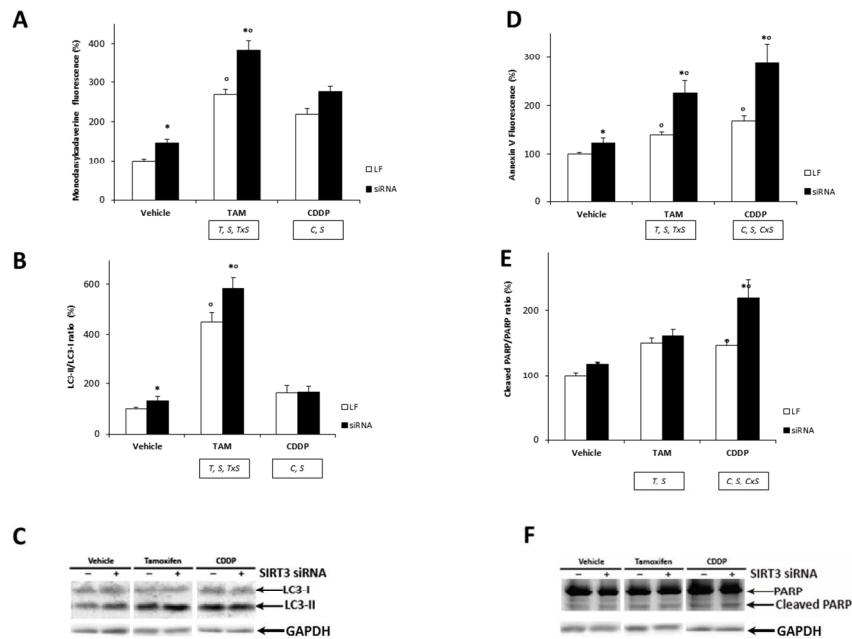 A
Monodansylcadaverine fluorescence (%)
400
300
200
100
0
*
o
*o
LF
siRNA
Vehicle
TAM
CDDP
T, S, TxS
C, S
B
LC3-II/LC3-I ratio (%)
600
400
200
0
*
o
*o
LF
siRNA
Vehicle
TAM
CDDP
T, S, TxS
C, S
C
Vehicle
Tamoxifen
CDDP
– + – + – + SIRT3 siRNA
LC3-I
LC3-II
GAPDH
D
Annexin V Fluorescence (%)
300
200
100
0
*
o
*o
o
*o
LF
siRNA
Vehicle
TAM
CDDP
T, S, TxS
C, S, CxS
E
Cleaved PARP/PARP ratio (%)
200
100
0
*o
LF
siRNA
Vehicle
TAM
CDDP
T, S
C, S, CxS
F
Vehicle
Tamoxifen
CDDP
– + – + – + SIRT3 siRNA
PARP
Cleaved PARP
GAPDH